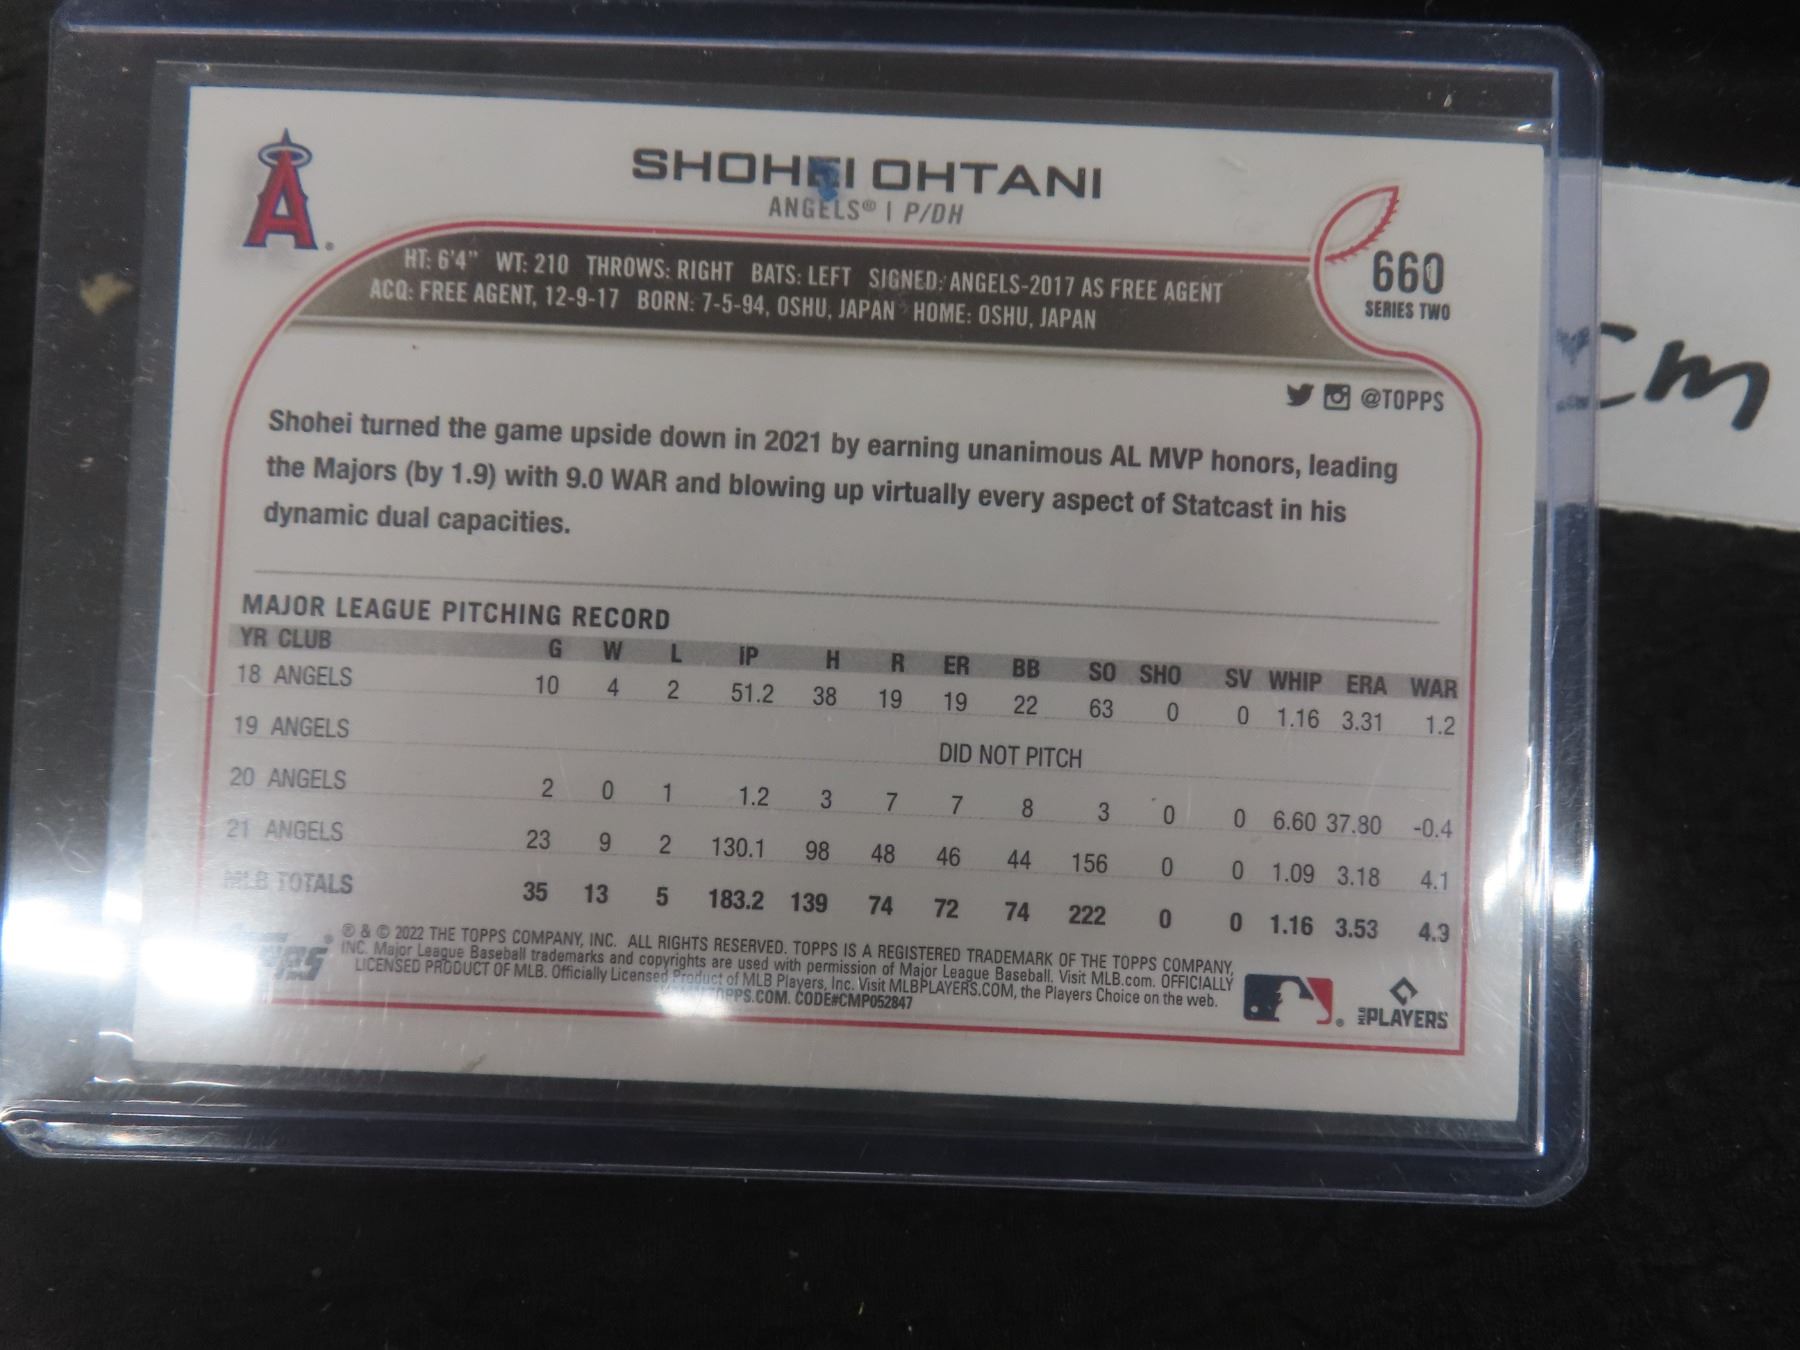 A
SHOHEI OHTANI
ANGELS® | P/DH
HT: 6'4" WT: 210 THROWS: RIGHT BATS: LEFT SIGNED: ANGELS-2017 AS FREE AGENT
ACQ: FREE AGENT, 12-9-17 BORN: 7-5-94, OSHU, JAPAN HOME: OSHU, JAPAN
660
SERIES TWO
cm
@TOPPS
Shohei turned the game upside down in 2021 by earning unanimous AL MVP honors, leading
the Majors (by 1.9) with 9.0 WAR and blowing up virtually every aspect of Statcast in his
dynamic dual capacities.
MAJOR LEAGUE PITCHING RECORD
YR CLUB G W L IP H R ER BB SO SHO SV WHIP ERA WAR
18 ANGELS 10 4 2 51.2 38 19 19 22 63 0 0 1.16 3.31 1.2
19 ANGELS DID NOT PITCH
20 ANGELS 2 0 1 1.2 3 7 7 8 3 0 0 6.60 37.80 -0.4
21 ANGELS 23 9 2 130.1 98 48 46 44 156 0 0 1.09 3.18 4.1
MLB TOTALS 35 13 5 183.2 139 74 72 74 222 0 0 1.16 3.53 4.9
® & © 2022 THE TOPPS COMPANY, INC. ALL RIGHTS RESERVED. TOPPS IS A REGISTERED TRADEMARK OF THE TOPPS COMPANY,
INC. Major League Baseball trademarks and copyrights are used with permission of Major League Baseball. Visit MLB.com. OFFICIALLY
LICENSED PRODUCT OF MLB. Officially Licensed Product of MLB Players, Inc. Visit MLBPLAYERS.COM, the Players Choice on the web.
CODE#CMP052847
MLB PLAYERS